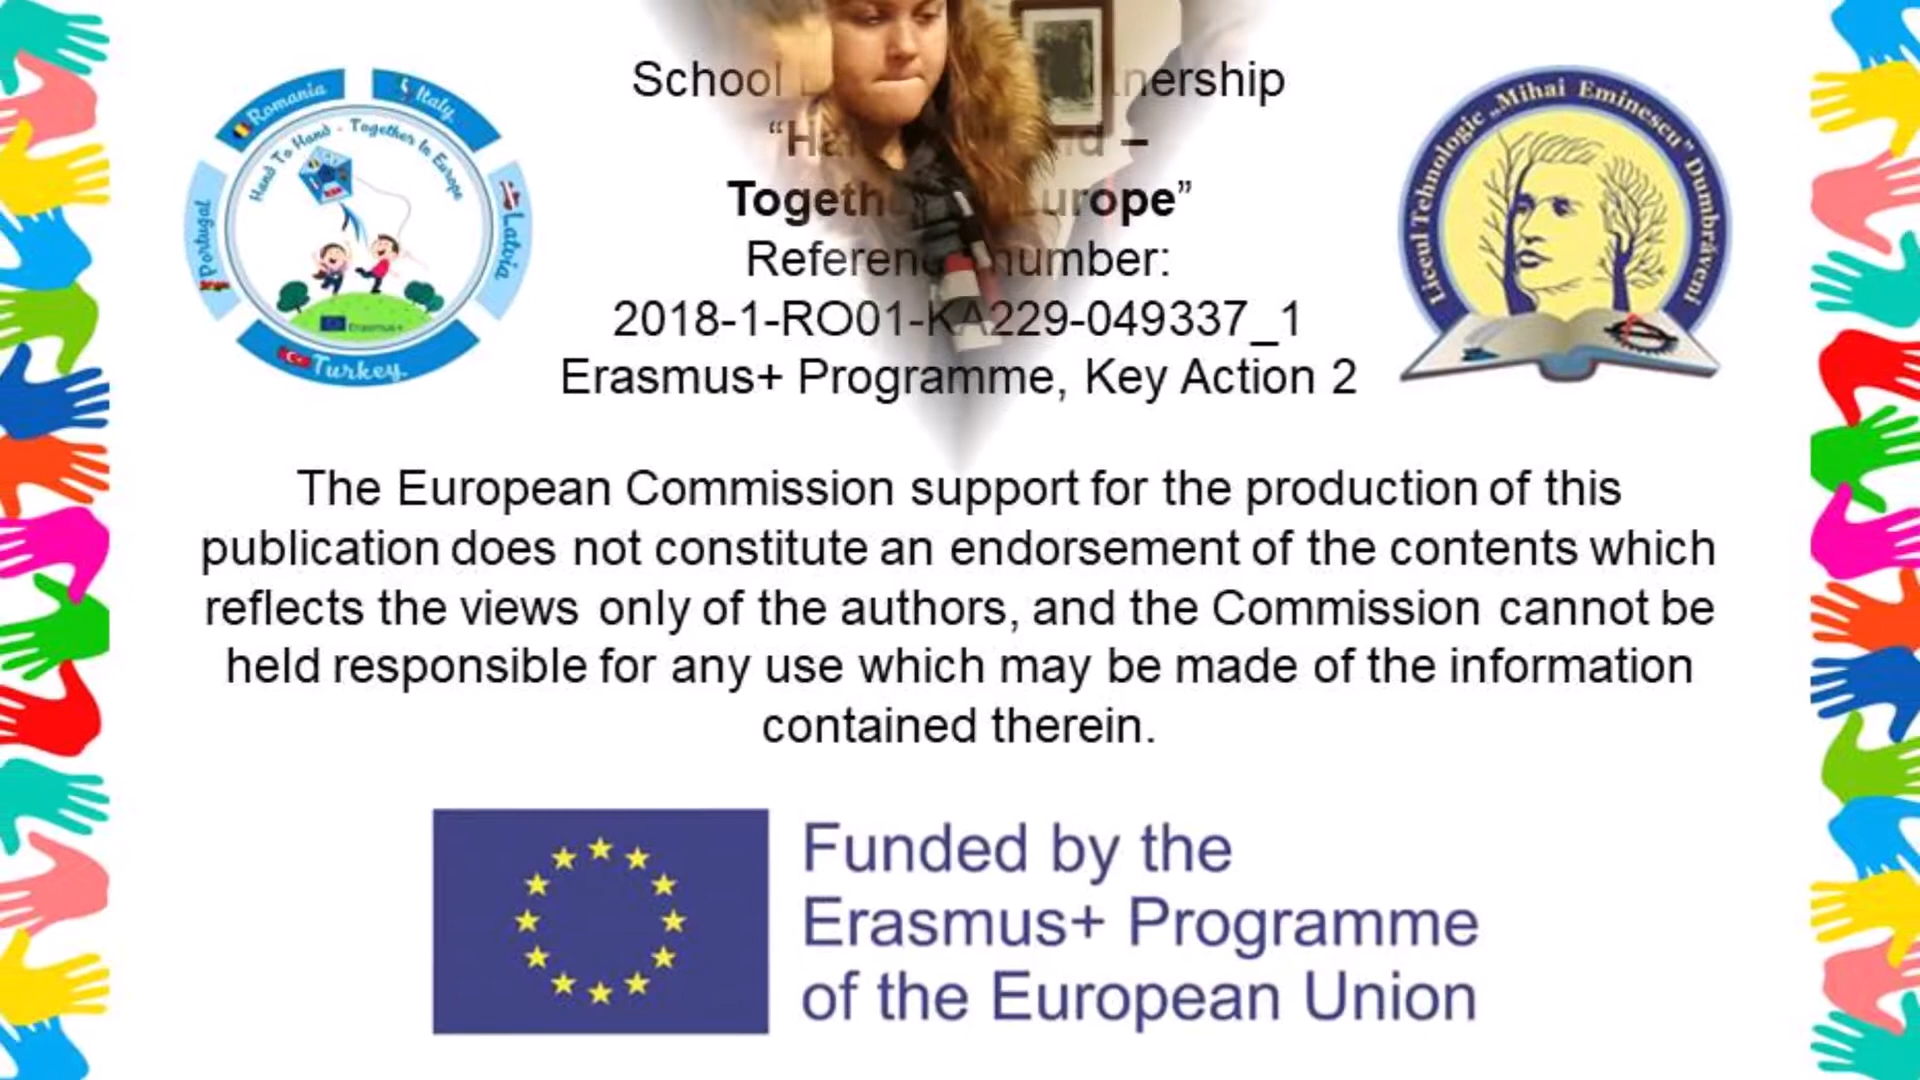 School nership
“Ha d –
Togeth urope”
Referen number:
2018-1-RO01-KA229-049337_1
Erasmus+ Programme, Key Action 2
Romania
Italy
Hand To Hand - Together In Europe
Portugal
Latvia
Erasmus+
Turkey
Liceul Tehnologic „Mihai Eminescu” Dumbrăveni
The European Commission support for the production of this
publication does not constitute an endorsement of the contents which
reflects the views only of the authors, and the Commission cannot be
held responsible for any use which may be made of the information
contained therein.
Funded by the
Erasmus+ Programme
of the European Union